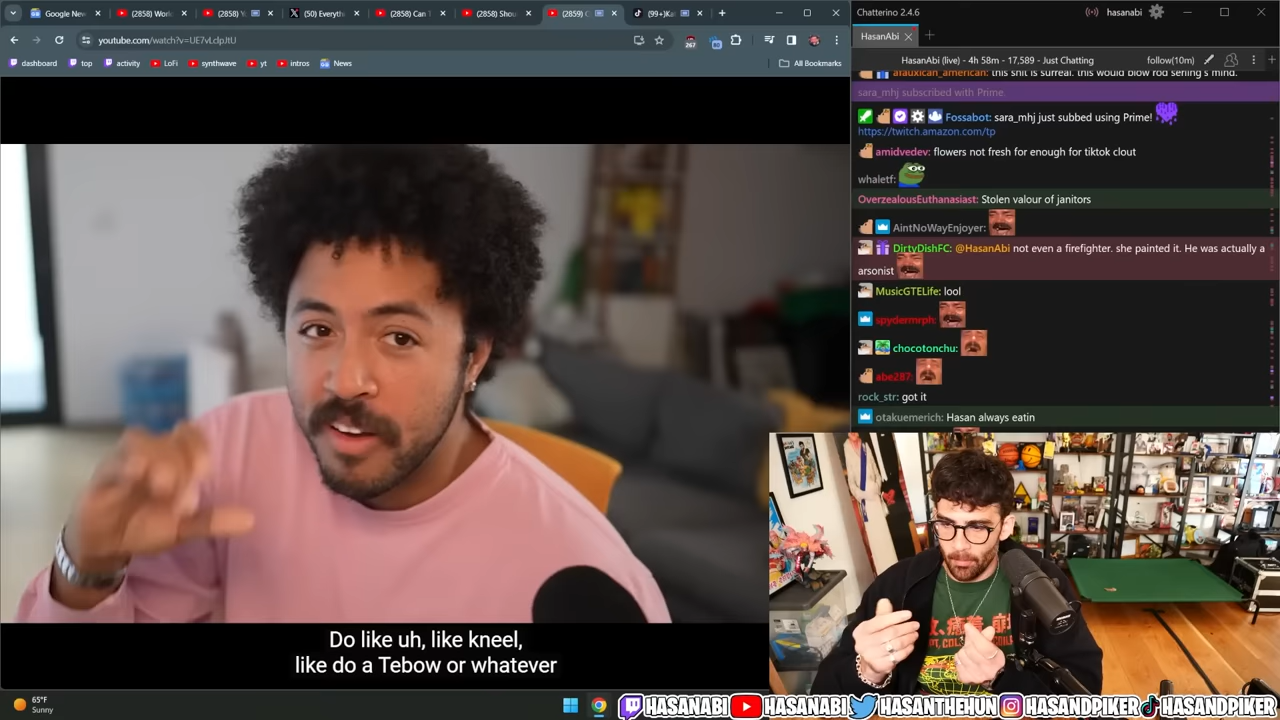 Google New
(2858) Work
(2858) Y
(50) Everyth
(2858) Can T
(2858) Shou
(2859) C
(99+)Ka
youtube.com/watch?v=UE7vLclpJtU
267
dashboard
top
activity
LoFi
synthwave
yt
intros
News
All Bookmarks
Do like uh, like kneel,
like do a Tebow or whatever
65°F
Sunny
Chatterino 2.4.6
hasanabi
HasanAbi
HasanAbi (live) - 4h 58m - 17,589 - Just Chatting
follow(10m)
afauxican_american: this shit is surreal. this would blow rod serling's mind.
sara_mhj subscribed with Prime.
Fossabot: sara_mhj just subbed using Prime!
https://twitch.amazon.com/tp
amidvedev: flowers not fresh for enough for tiktok clout
whaletf:
OverzealousEuthanasiast: Stolen valour of janitors
AintNoWayEnjoyer:
DirtyDishFC: @HasanAbi not even a firefighter. she painted it. He was actually a
arsonist
MusicGTELife: lool
spydermrph:
chocotonchu:
abe287:
rock_str: got it
otakuemerich: Hasan always eatin
HASANABI
HASANABI
HASANTHEHUN
HASANDPIKER
HASANDPIKER